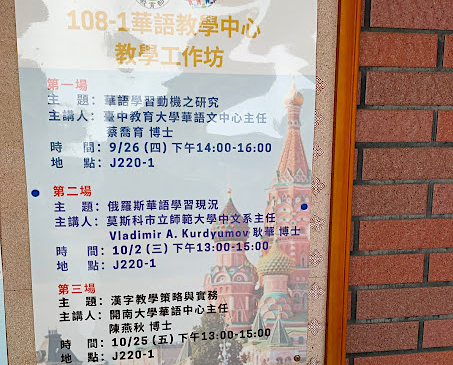 108-1華語教學中心
教學工作坊
第一場
主 題：華語學習動機之研究
主講人：臺中教育大學華語文中心主任
蔡喬育 博士
時 間：9/26 (四) 下午14:00-16:00
地 點：J220-1
第二場
主 題：俄羅斯華語學習現況
主講人：莫斯科市立師範大學中文系主任
Vladimir A. Kurdyumov 耿華 博士
時 間：10/2 (三) 下午13:00-15:00
地 點：J220-1
第三場
主 題：漢字教學策略與實務
主講人：開南大學華語中心主任
陳燕秋 博士
時 間：10/25 (五) 下午13:00-15:00
地 點：J220-1